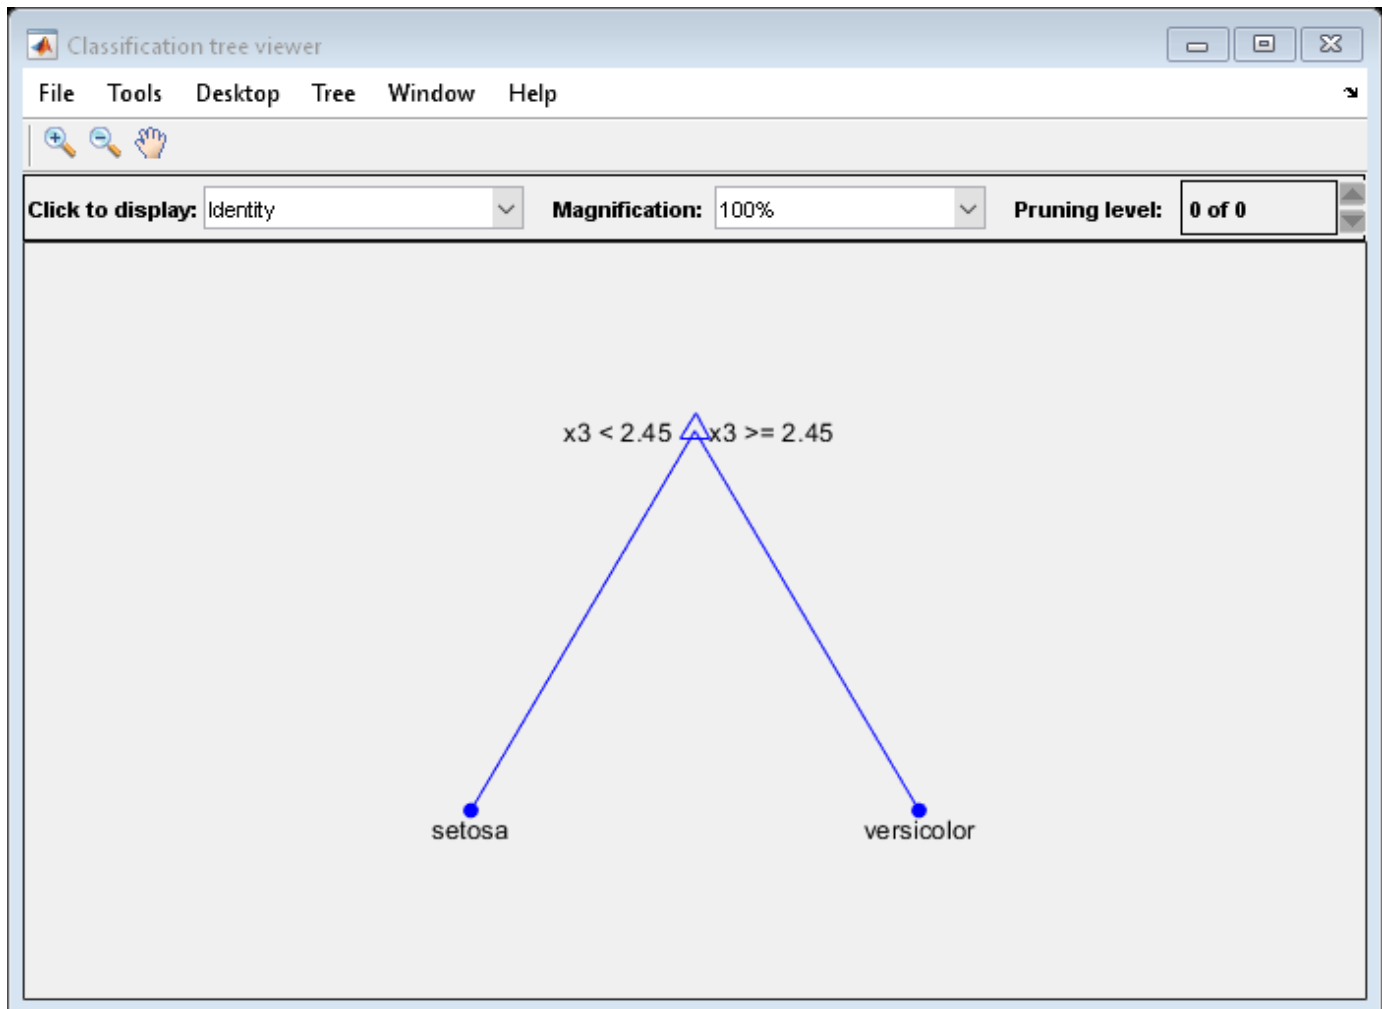 Classification tree viewer
File Tools Desktop Tree Window Help
Click to display: Identity Magnification: 100% Pruning level: 0 of 0
x3 < 2.45 x3 >= 2.45
setosa versicolor